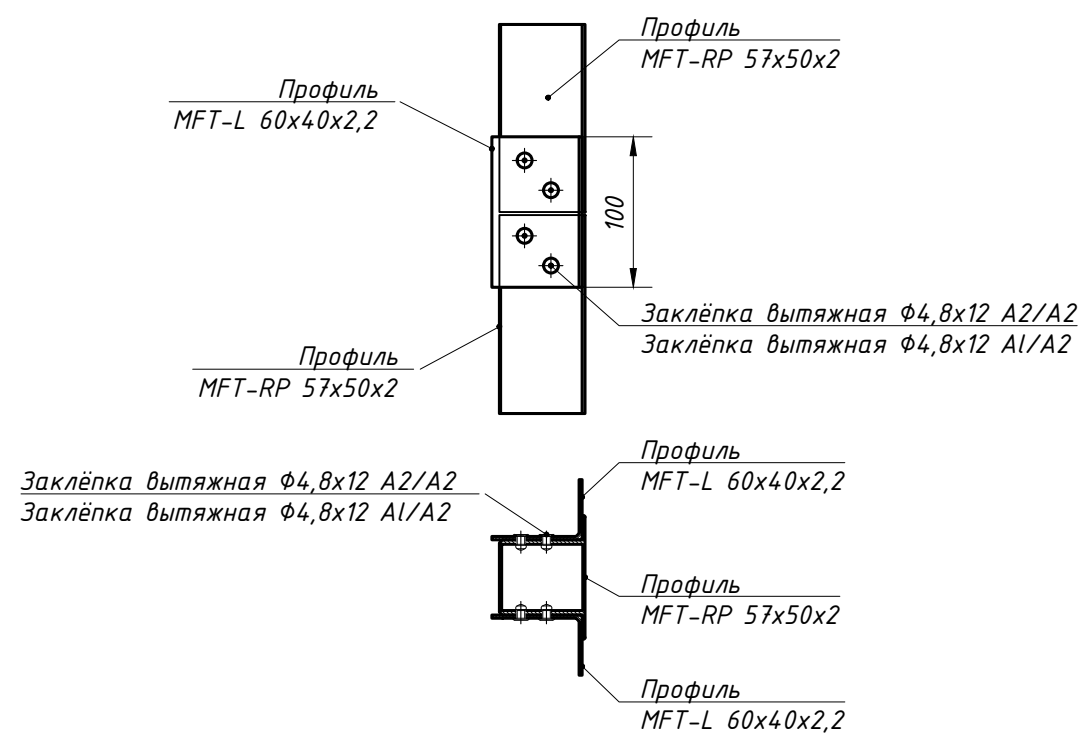 Профиль
MFT-RP 57x50x2
Профиль
MFT-L 60x40x2,2
100
Заклёпка вытяжная Ф4,8x12 A2/A2
Заклёпка вытяжная Ф4,8x12 Al/A2
Профиль
MFT-RP 57x50x2
Профиль
MFT-L 60x40x2,2
Заклёпка вытяжная Ф4,8x12 A2/A2
Заклёпка вытяжная Ф4,8x12 Al/A2
Профиль
MFT-RP 57x50x2
Профиль
MFT-L 60x40x2,2